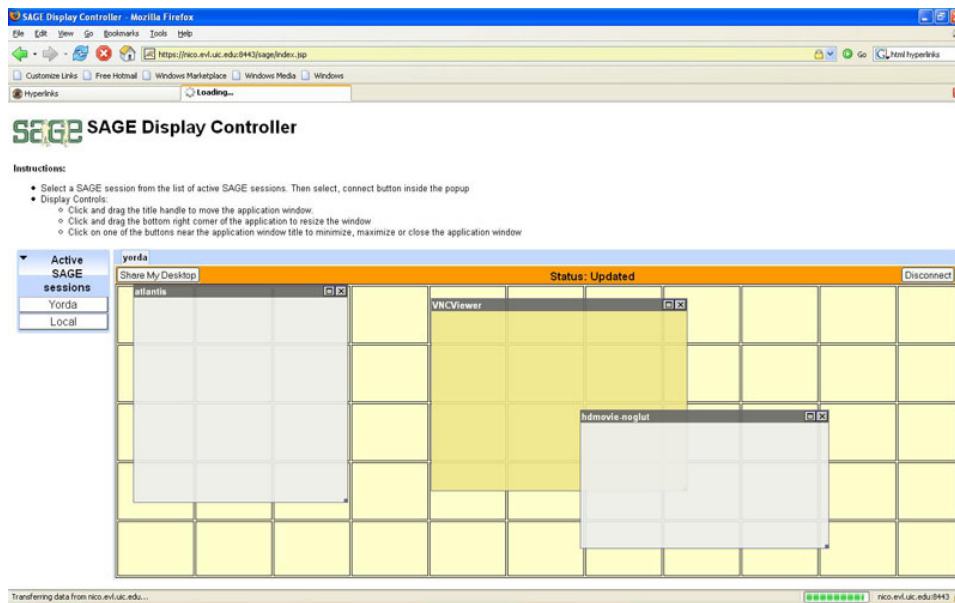 SAGE Display Controller - Mozilla Firefox
File Edit View Go Bookmarks Tools Help
https://nico.evl.uic.edu:8443/sage/index.jsp
Go
html hyperlinks
Customize Links Free Hotmail Windows Marketplace Windows Media Windows
Hyperlinks
Loading...
SAGE SAGE Display Controller
Instructions:
Select a SAGE session from the list of active SAGE sessions. Then select, connect button inside the popup
Display Controls:
Click and drag the title handle to move the application window.
Click and drag the bottom right corner of the application to resize the window
Click on one of the buttons near the application window title to minimize, maximize or close the application window
Active
SAGE
sessions
Yorda
Local
yorda
Share My Desktop
Status: Updated
Disconnect
atlantis
VNCViewer
hdmovie-noglut
Transferring data from nico.evl.uic.edu...
nico.evl.uic.edu:8443